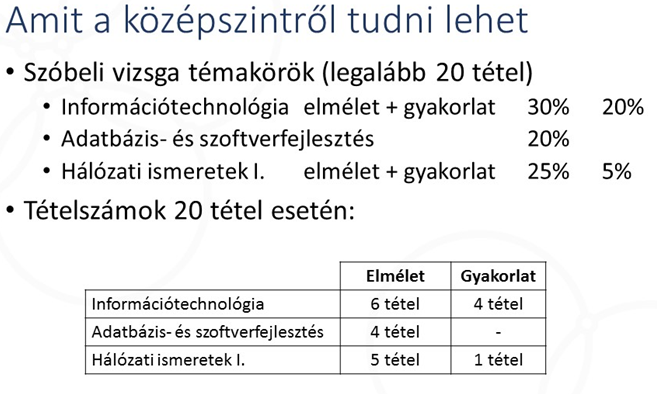 Amit a középszintről tudni lehet
• Szóbeli vizsga témakörök (legalább 20 tétel)
• Információtechnológia elmélet + gyakorlat 30% 20%
• Adatbázis- és szoftverfejlesztés 20%
• Hálózati ismeretek I. elmélet + gyakorlat 25% 5%
• Tételszámok 20 tétel esetén:
Elmélet Gyakorlat
Információtechnológia 6 tétel 4 tétel
Adatbázis- és szoftverfejlesztés 4 tétel -
Hálózati ismeretek I. 5 tétel 1 tétel